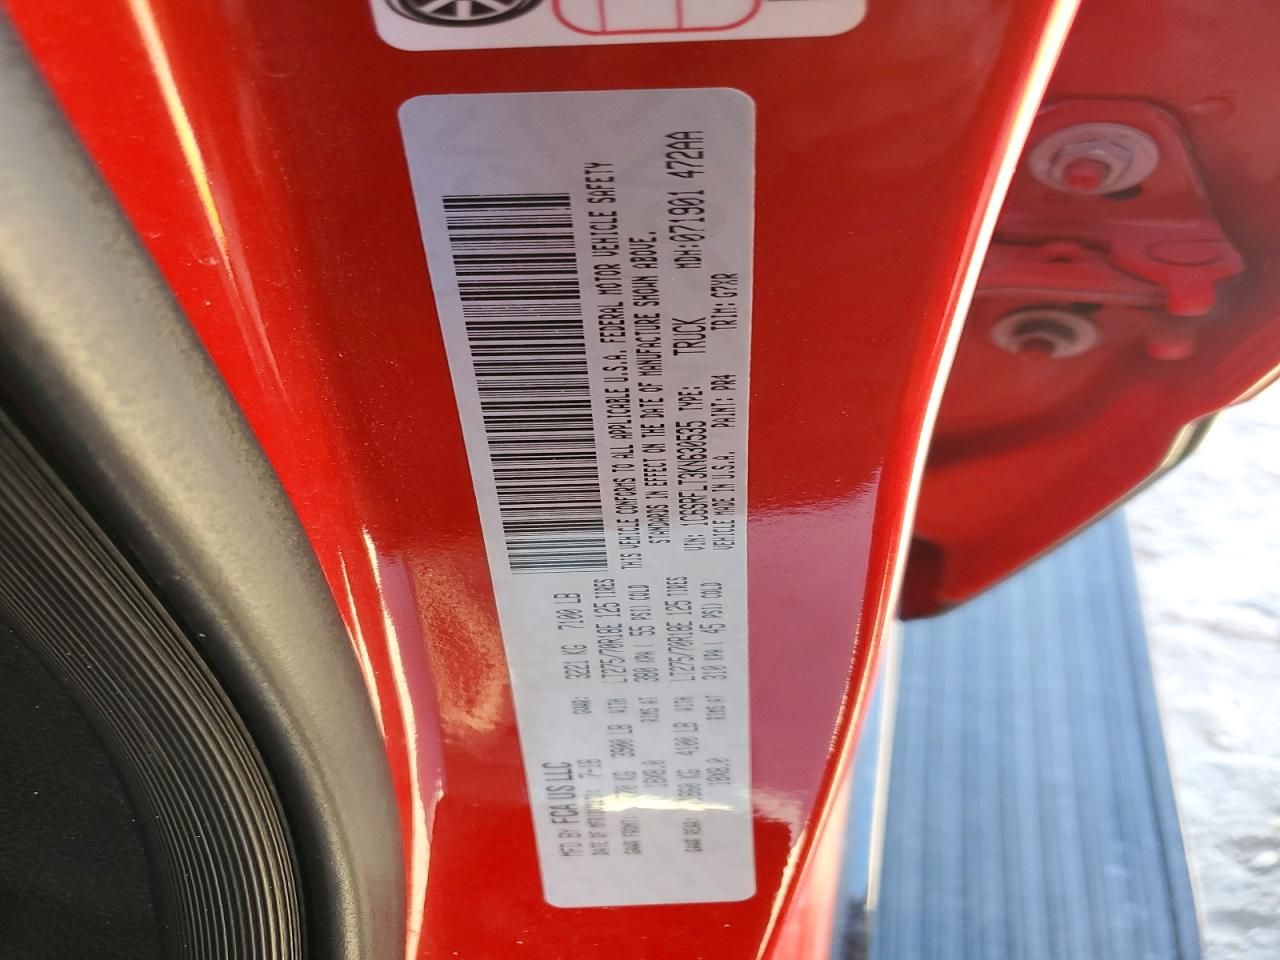 MFD BY FCA US LLC
DATE OF MFR 7-18 GVWR: 3221 KG 7100 LB
GAWR FRONT: KG 3900 LB WITH LT275/70R18E 125 TIRES
18X8.0 RIMS AT 380 KPA ( 55 PSI) COLD
GAWR REAR: 1860 KG 4100 LB WITH LT275/70R18E 125 TIRES
18X8.0 RIMS AT 310 KPA ( 45 PSI) COLD
THIS VEHICLE CONFORMS TO ALL APPLICABLE U.S.A. FEDERAL MOTOR VEHICLE SAFETY
STANDARDS IN EFFECT ON THE DATE OF MANUFACTURE SHOWN ABOVE.
VIN: 1C6SRFLT3KN630535 TYPE: TRUCK MDH:071901 472AA
VEHICLE MADE IN U.S.A. PAINT: PR4 TRIM: G7XR